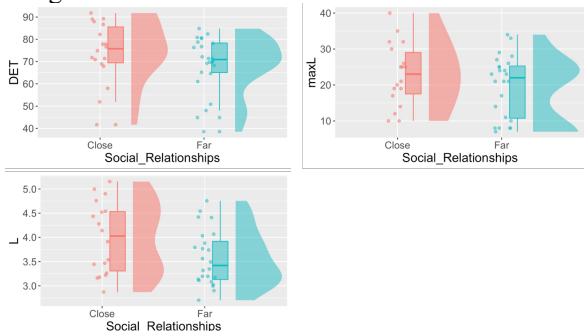 90
80
70
60
50
40
DET
Close
Far
Social_Relationships
40
30
20
10
maxL
Close
Far
Social_Relationships
5.0
4.5
4.0
3.5
3.0
L
Close
Far
Social_Relationships